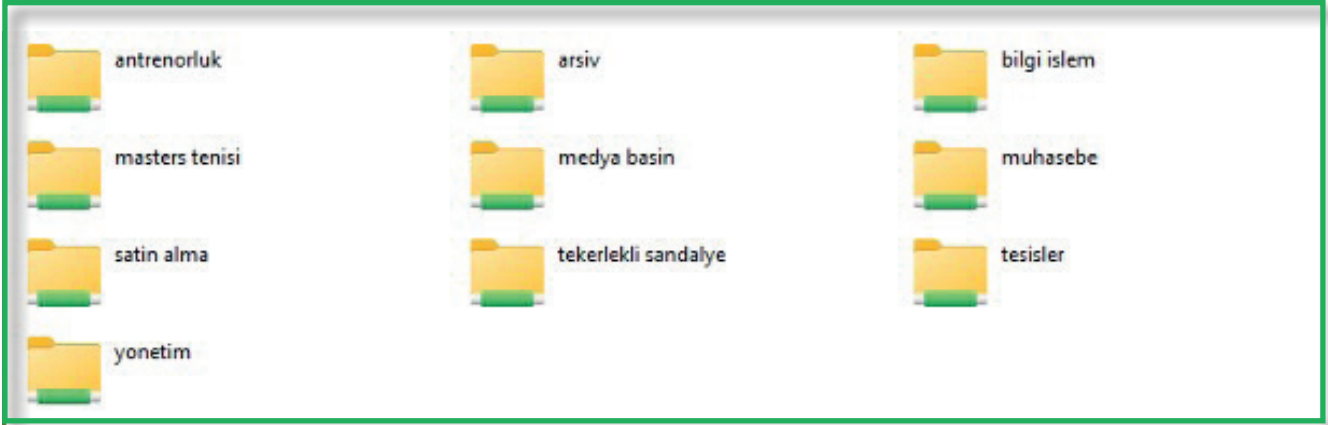 antrenorluk
arsiv
bilgi islem
masters tenisi
medya basin
muhasebe
satin alma
tekerlekli sandalye
tesisler
yonetim